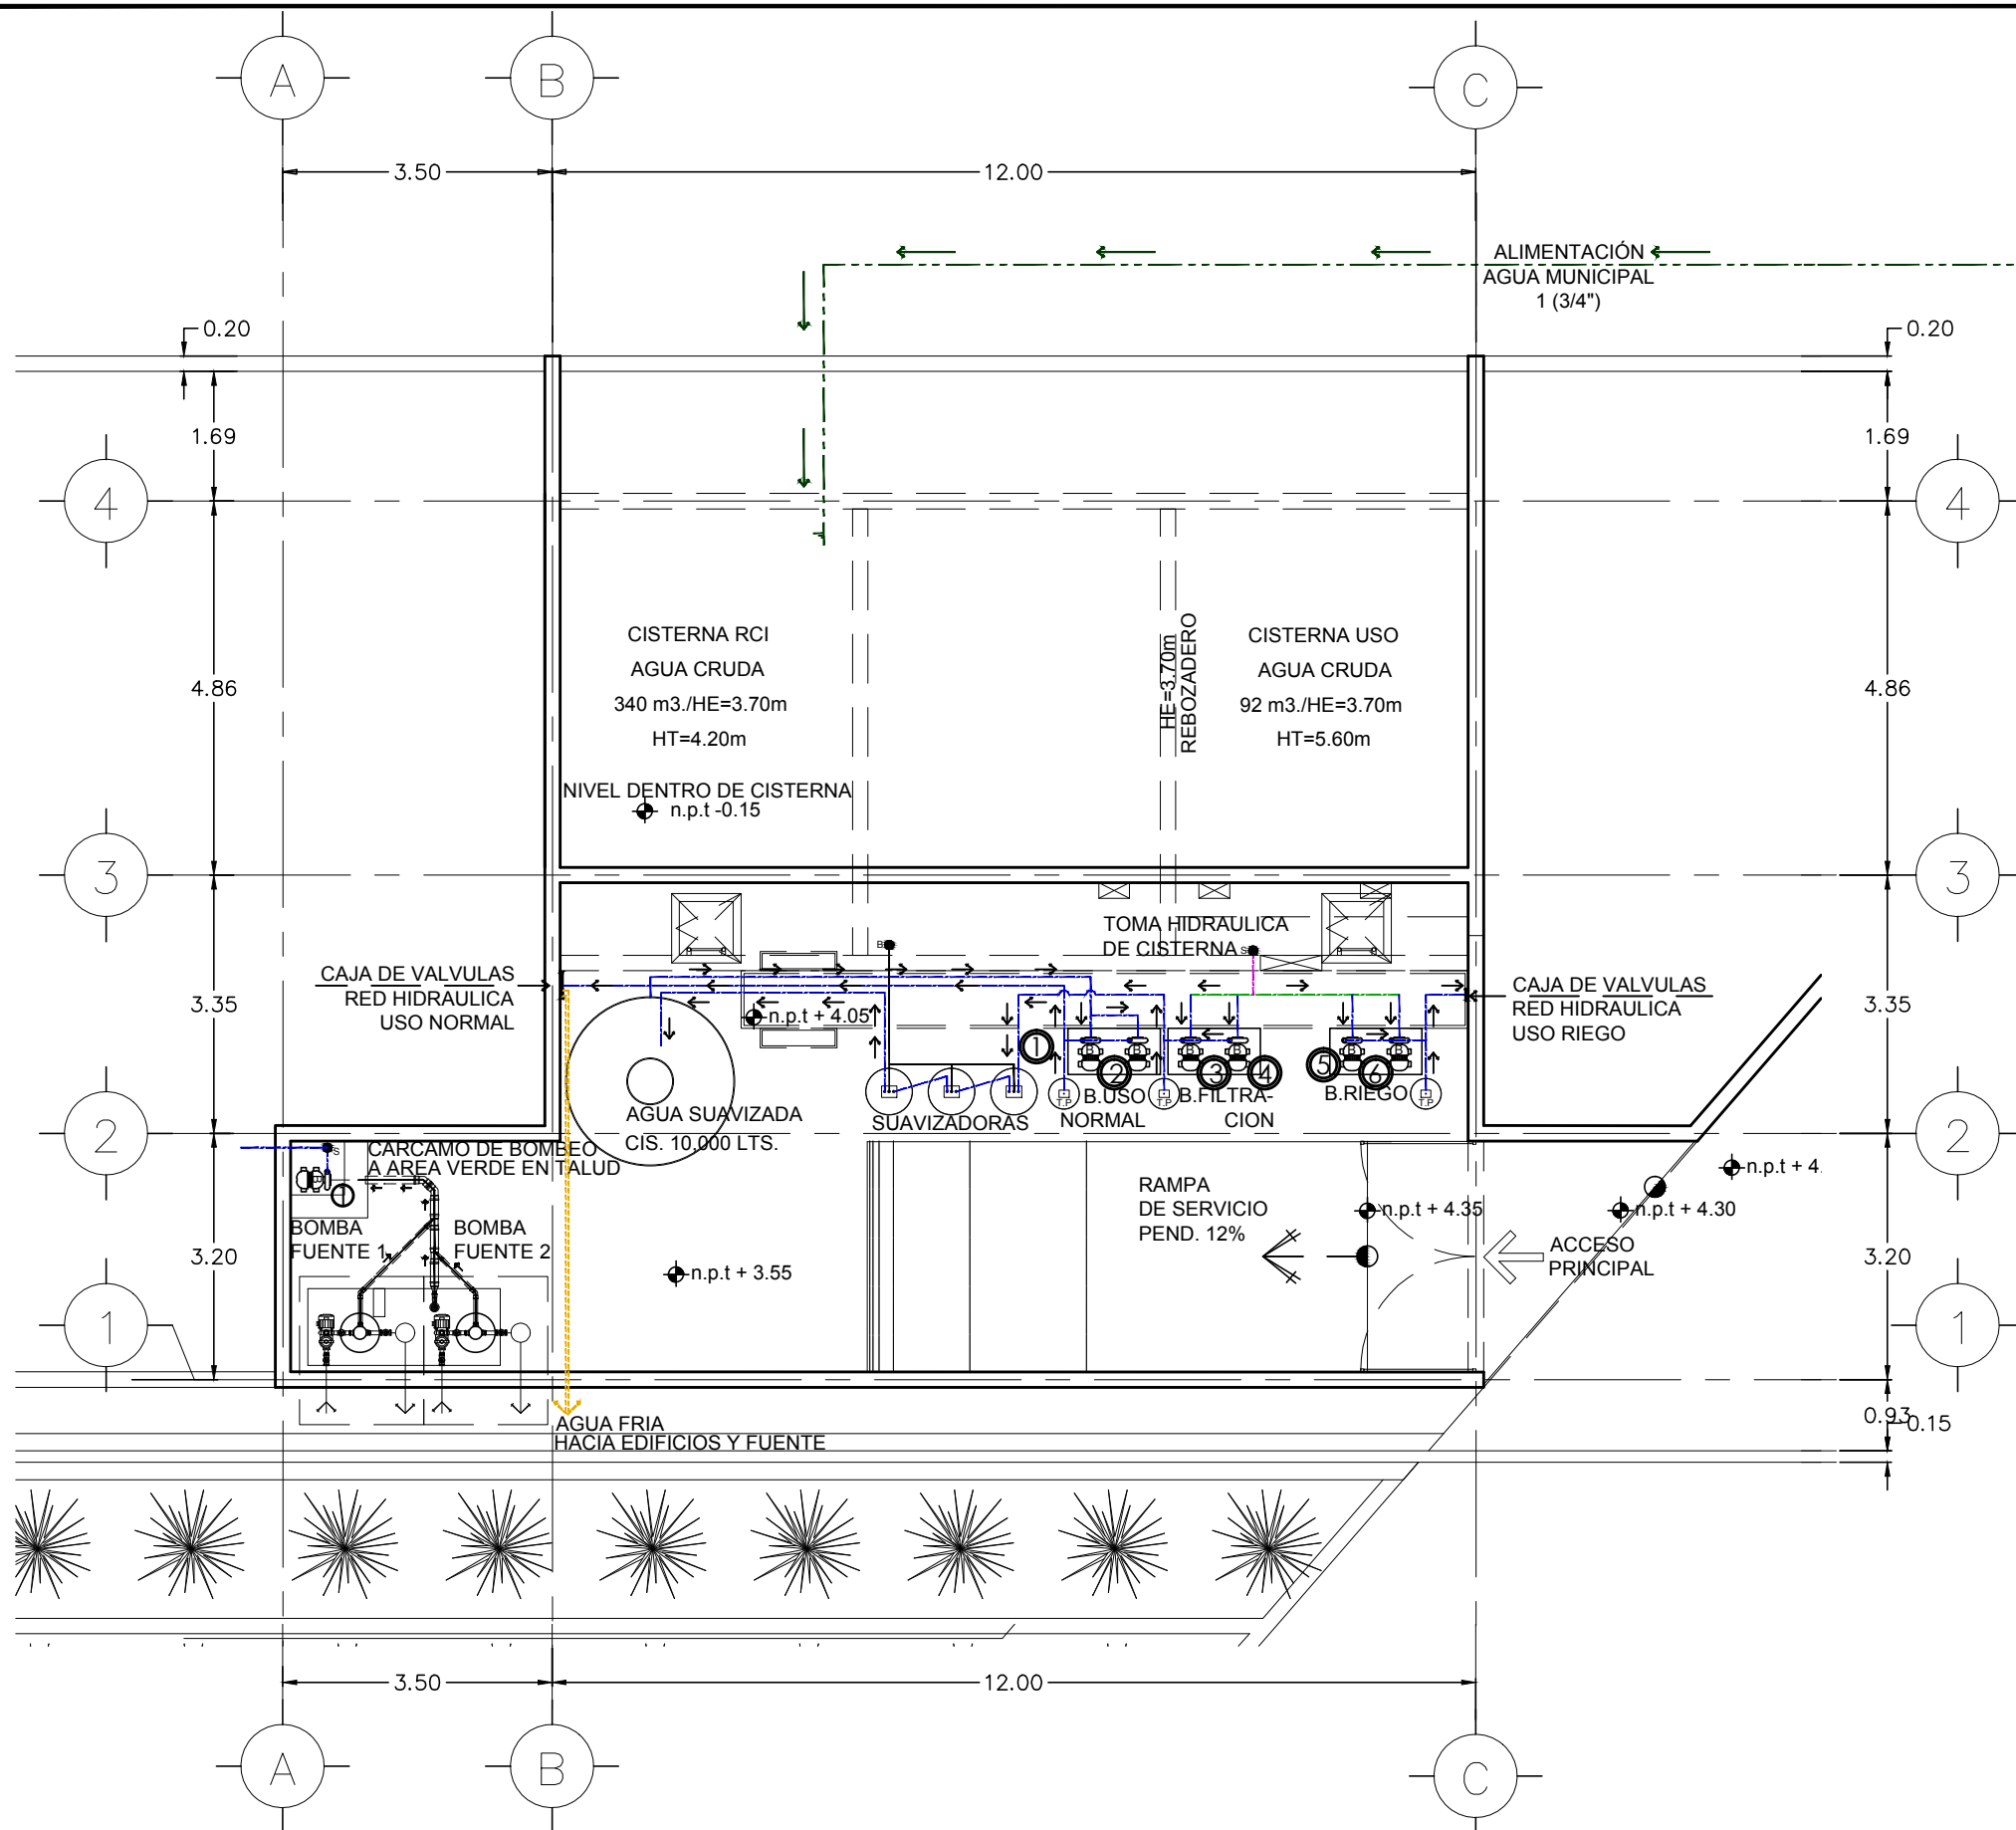 A
B
C
3.50
12.00
ALIMENTACIÓN
AGUA MUNICIPAL
1 (3/4")
0.20
0.20
1.69
1.69
4
4
CISTERNA RCI
AGUA CRUDA
340 m3./HE=3.70m
HT=4.20m
HE=3.70m
REBOZADERO
CISTERNA USO
AGUA CRUDA
92 m3./HE=3.70m
HT=5.60m
4.86
4.86
NIVEL DENTRO DE CISTERNA
n.p.t -0.15
3
3
TOMA HIDRAULICA
DE CISTERNA
B
S
CAJA DE VALVULAS
RED HIDRAULICA
USO NORMAL
CAJA DE VALVULAS
RED HIDRAULICA
USO RIEGO
3.35
3.35
n.p.t + 4.05
1
2
3
4
5
6
B
B
B
B
B
B
T.P
T.P
T.P
B.USO
NORMAL
B.FILTRA-
CION
B.RIEGO
SUAVIZADORAS
AGUA SUAVIZADA
CIS. 10,000 LTS.
2
2
S
CARCAMO DE BOMBEO
A AREA VERDE EN TALUD
B
1
BOMBA
FUENTE 1
BOMBA
FUENTE 2
3.20
3.20
RAMPA
DE SERVICIO
PEND. 12%
n.p.t + 4.35
n.p.t + 4.30
n.p.t + 4.
n.p.t + 3.55
ACCESO
PRINCIPAL
1
1
0.93
0.15
AGUA FRIA
HACIA EDIFICIOS Y FUENTE
3.50
12.00
A
B
C